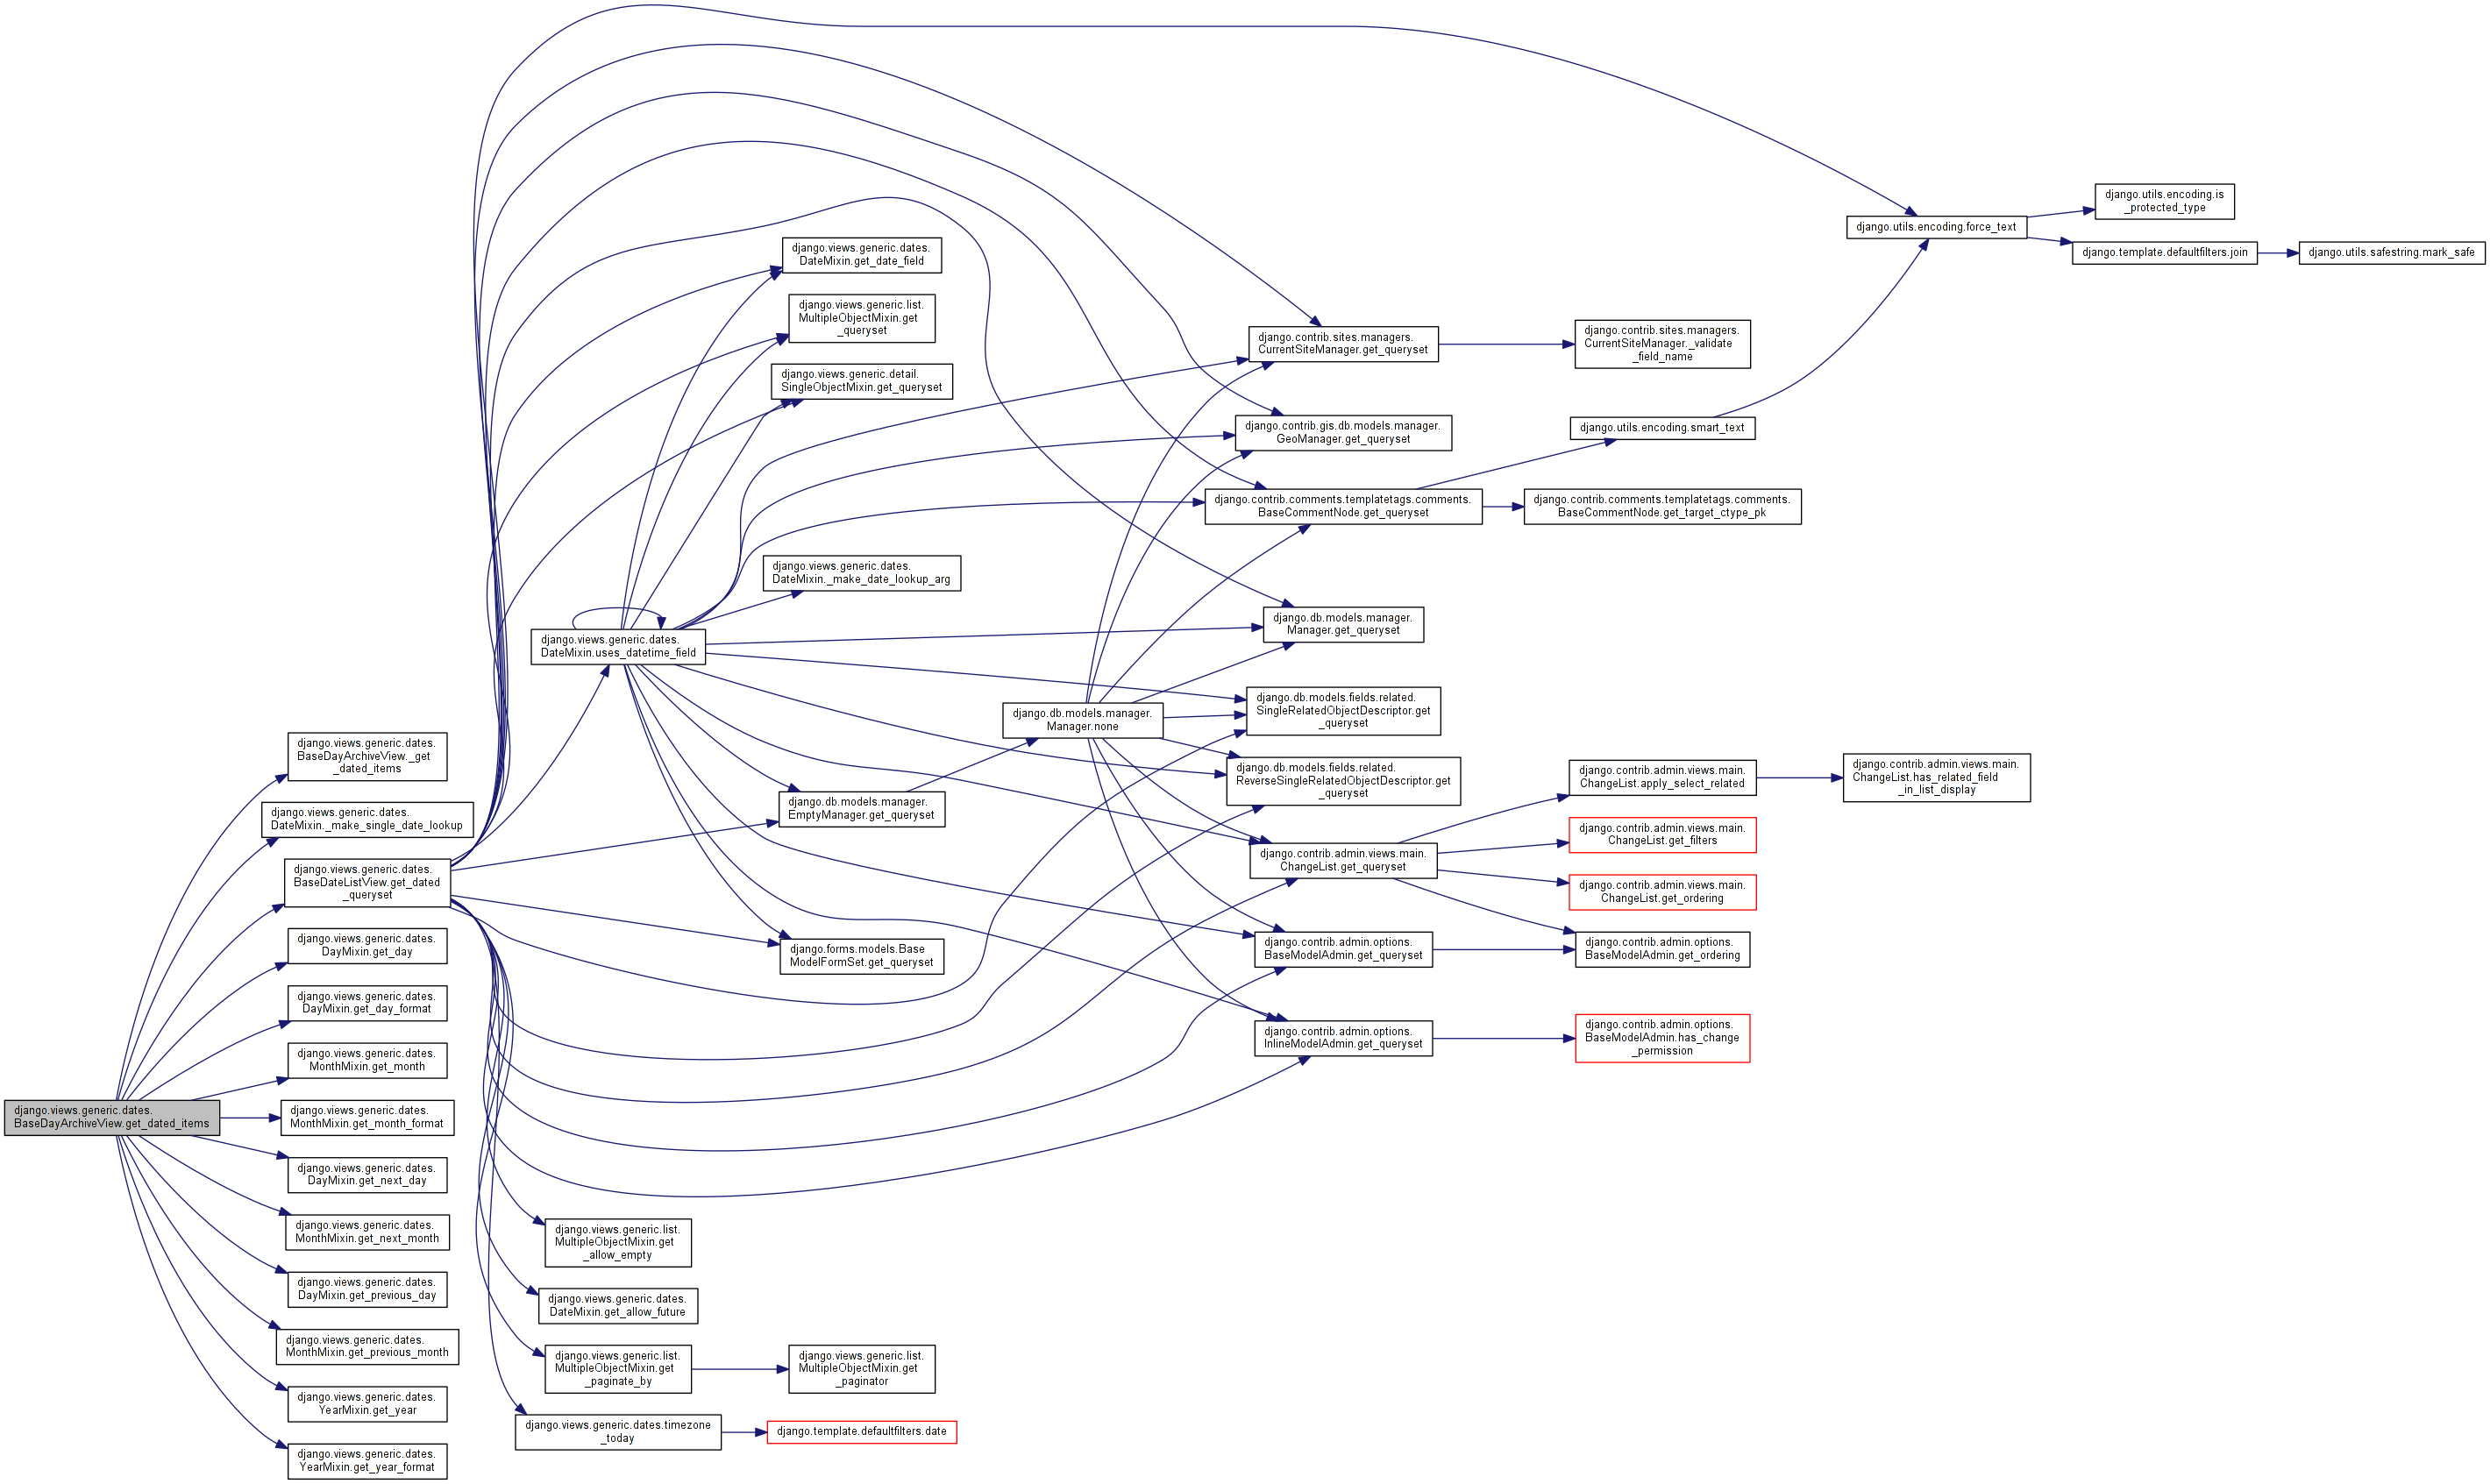 django.views.generic.dates.
BaseDayArchiveView.get_dated_items
django.views.generic.dates.
BaseDayArchiveView._get
_dated_items
django.views.generic.dates.
DateMixin._make_single_date_lookup
django.views.generic.dates.
BaseDateListView.get_dated
_queryset
django.views.generic.dates.
DayMixin.get_day
django.views.generic.dates.
DayMixin.get_day_format
django.views.generic.dates.
MonthMixin.get_month
django.views.generic.dates.
MonthMixin.get_month_format
django.views.generic.dates.
DayMixin.get_next_day
django.views.generic.dates.
MonthMixin.get_next_month
django.views.generic.dates.
DayMixin.get_previous_day
django.views.generic.dates.
MonthMixin.get_previous_month
django.views.generic.dates.
YearMixin.get_year
django.views.generic.dates.
YearMixin.get_year_format
django.views.generic.dates.
DateMixin.uses_datetime_field
django.views.generic.list.
MultipleObjectMixin.get
_allow_empty
django.views.generic.dates.
DateMixin.get_allow_future
django.views.generic.list.
MultipleObjectMixin.get
_paginate_by
django.views.generic.dates.timezone
_today
django.views.generic.dates.
DateMixin.get_date_field
django.views.generic.list.
MultipleObjectMixin.get
_queryset
django.views.generic.detail.
SingleObjectMixin.get_queryset
django.views.generic.dates.
DateMixin._make_date_lookup_arg
django.db.models.manager.
EmptyManager.get_queryset
django.forms.models.Base
ModelFormSet.get_queryset
django.views.generic.list.
MultipleObjectMixin.get
_paginator
django.template.defaultfilters.date
django.db.models.manager.
Manager.none
django.contrib.sites.managers.
CurrentSiteManager.get_queryset
django.contrib.gis.db.models.manager.
GeoManager.get_queryset
django.contrib.comments.templatetags.comments.
BaseCommentNode.get_queryset
django.db.models.manager.
Manager.get_queryset
django.db.models.fields.related.
SingleRelatedObjectDescriptor.get
_queryset
django.db.models.fields.related.
ReverseSingleRelatedObjectDescriptor.get
_queryset
django.contrib.admin.views.main.
ChangeList.get_queryset
django.contrib.admin.options.
BaseModelAdmin.get_queryset
django.contrib.admin.options.
InlineModelAdmin.get_queryset
django.contrib.sites.managers.
CurrentSiteManager._validate
_field_name
django.utils.encoding.smart_text
django.contrib.comments.templatetags.comments.
BaseCommentNode.get_target_ctype_pk
django.contrib.admin.views.main.
ChangeList.apply_select_related
django.contrib.admin.views.main.
ChangeList.get_filters
django.contrib.admin.views.main.
ChangeList.get_ordering
django.contrib.admin.options.
BaseModelAdmin.get_ordering
django.contrib.admin.options.
BaseModelAdmin.has_change
_permission
django.utils.encoding.force_text
django.contrib.admin.views.main.
ChangeList.has_related_field
_in_list_display
django.utils.encoding.is
_protected_type
django.template.defaultfilters.join
django.utils.safestring.mark_safe